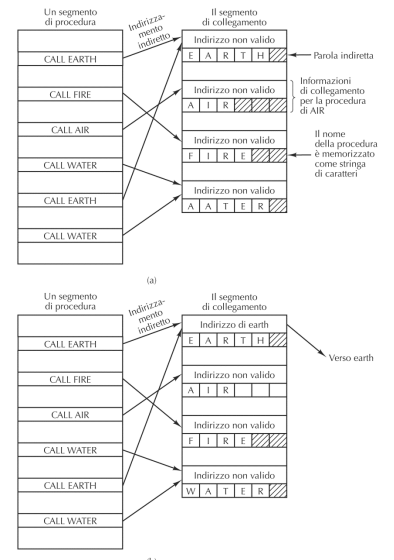 Un segmento
di procedura
Indirizza-
mento
indiretto
Il segmento
di collegamento
CALL EARTH
CALL FIRE
CALL AIR
CALL WATER
CALL EARTH
CALL WATER
Indirizzo non valido
E A R T H
Indirizzo non valido
A I R
Indirizzo non valido
F I R E
Indirizzo non valido
A A T E R
Parola indiretta
Informazioni
di collegamento
per la procedura
di AIR
Il nome
della procedura
è memorizzato
come stringa
di caratteri
(a)
Un segmento
di procedura
Indirizza-
mento
indiretto
Il segmento
di collegamento
CALL EARTH
CALL FIRE
CALL AIR
CALL WATER
CALL EARTH
CALL WATER
Indirizzo di earth
E A R T H
Indirizzo non valido
A I R
Indirizzo non valido
F I R E
Indirizzo non valido
W A T E R
Verso earth